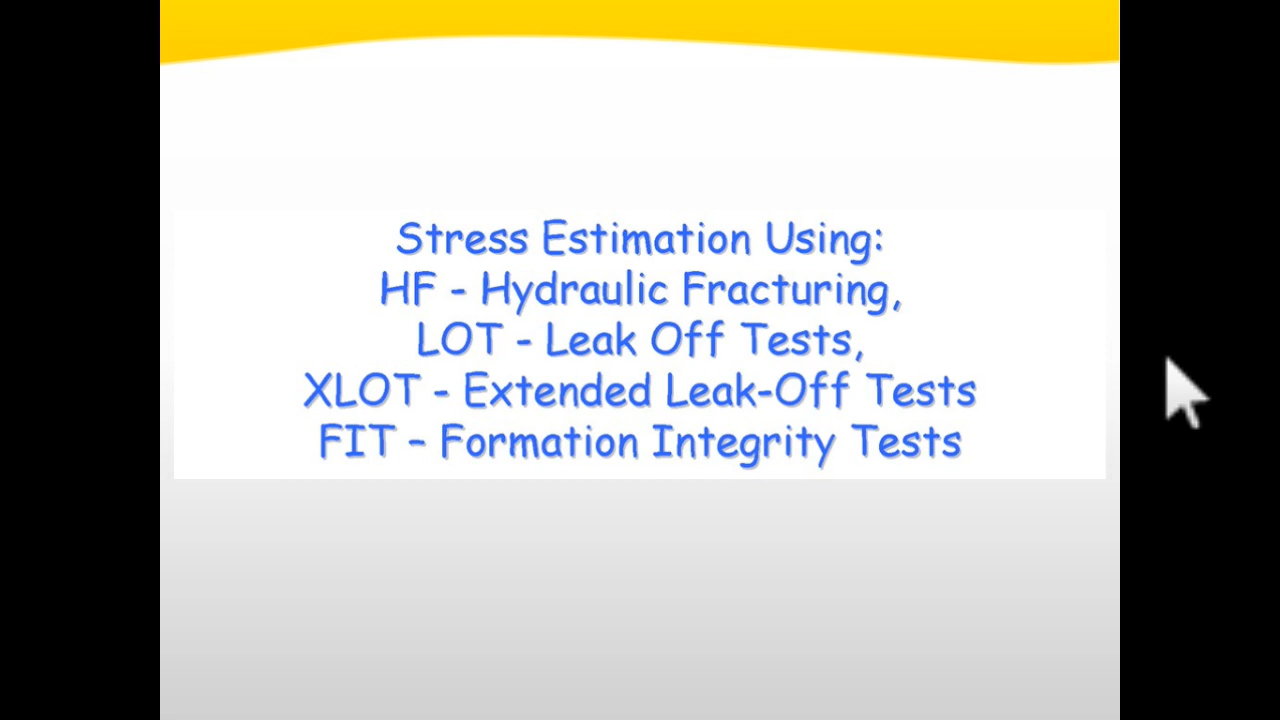 Stress Estimation Using:
HF - Hydraulic Fracturing,
LOT - Leak Off Tests,
XLOT - Extended Leak-Off Tests
FIT – Formation Integrity Tests